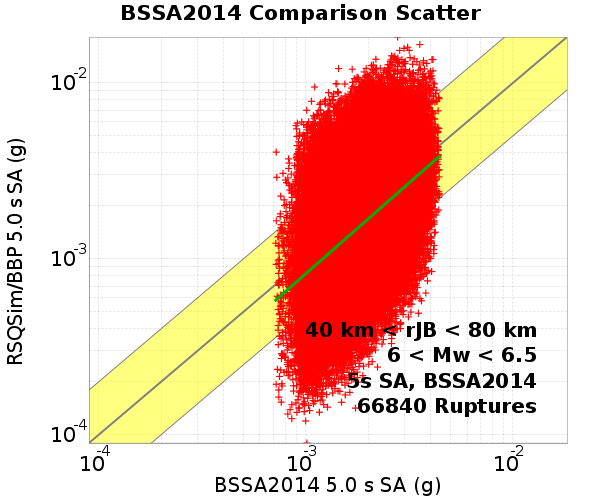 BSSA2014 Comparison Scatter
RSQSim/BBP 5.0 s SA (g)
10-2
10-3
10-4
40 km < rJB < 80 km
6 < Mw < 6.5
5s SA, BSSA2014
66840 Ruptures
10-4 10-3 10-2
BSSA2014 5.0 s SA (g)